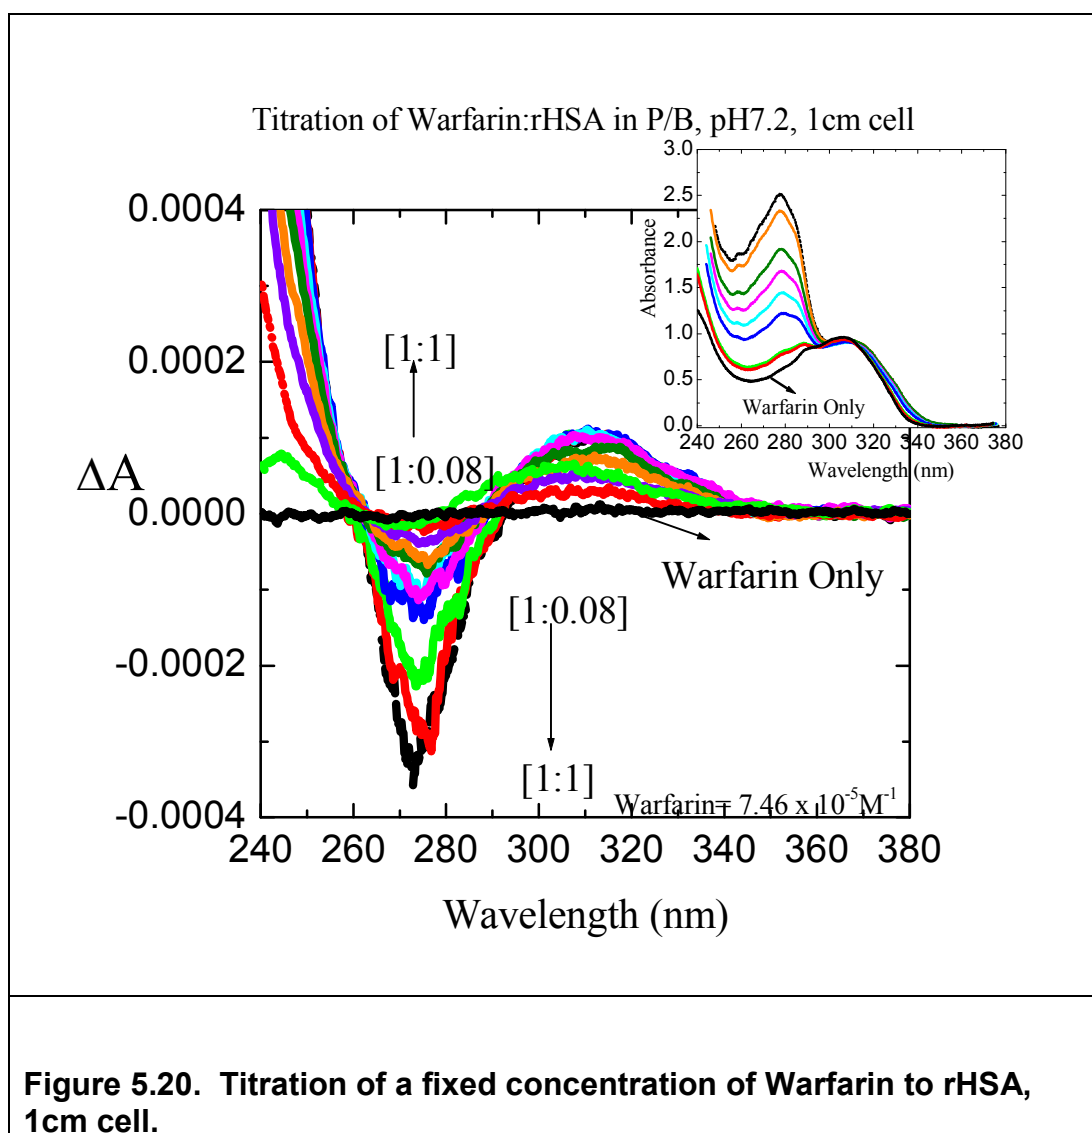 Titration of Warfarin:rHSA in P/B, pH7.2, 1cm cell
3.0
2.5
2.0
1.5
1.0
0.5
0.0
Absorbance
Warfarin Only
240 260 280 300 320 340 360 380
Wavelength (nm)
0.0004
0.0002
0.0000
-0.0002
-0.0004
ΔA
[1:1]
[1:0.08]
Warfarin Only
[1:0.08]
[1:1]
Warfarin= 7.46 x 10-5M-1
240 260 280 300 320 340 360 380
Wavelength (nm)
Figure 5.20. Titration of a fixed concentration of Warfarin to rHSA,
1cm cell.